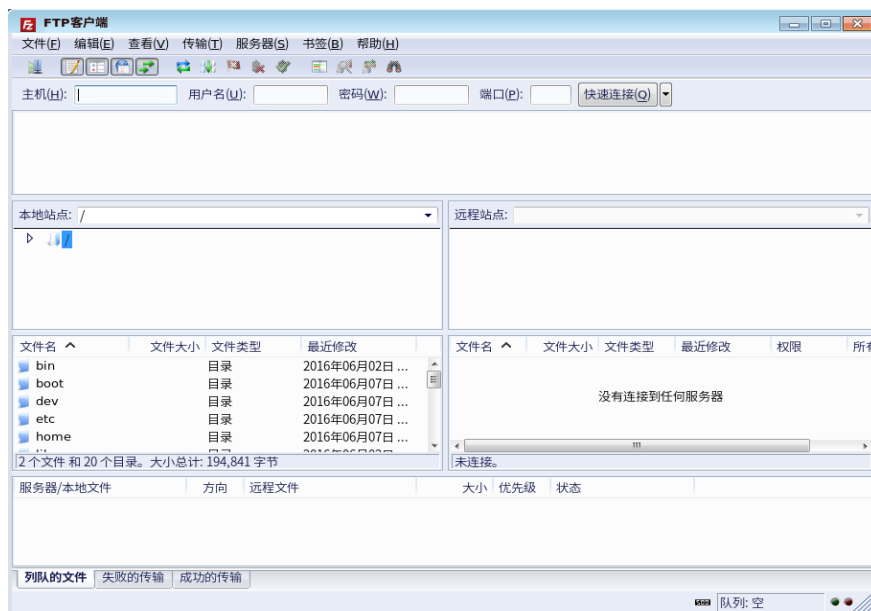 FTP客户端
文件(F) 编辑(E) 查看(V) 传输(T) 服务器(S) 书签(B) 帮助(H)
主机(H): 用户名(U): 密码(W): 端口(P): 快速连接(Q)
本地站点: / 远程站点:
/
文件名 文件大小 文件类型 最近修改 文件名 文件大小 文件类型 最近修改 权限 所有
bin 目录 2016年06月02日 ...
boot 目录 2016年06月07日 ...
dev 目录 2016年06月07日 ...
没有连接到任何服务器
etc 目录 2016年06月07日 ...
home 目录 2016年06月07日 ...
2 个文件 和 20 个目录。大小总计: 194,841 字节 未连接。
服务器/本地文件 方向 远程文件 大小 优先级 状态
列队的文件 失败的传输 成功的传输
队列: 空